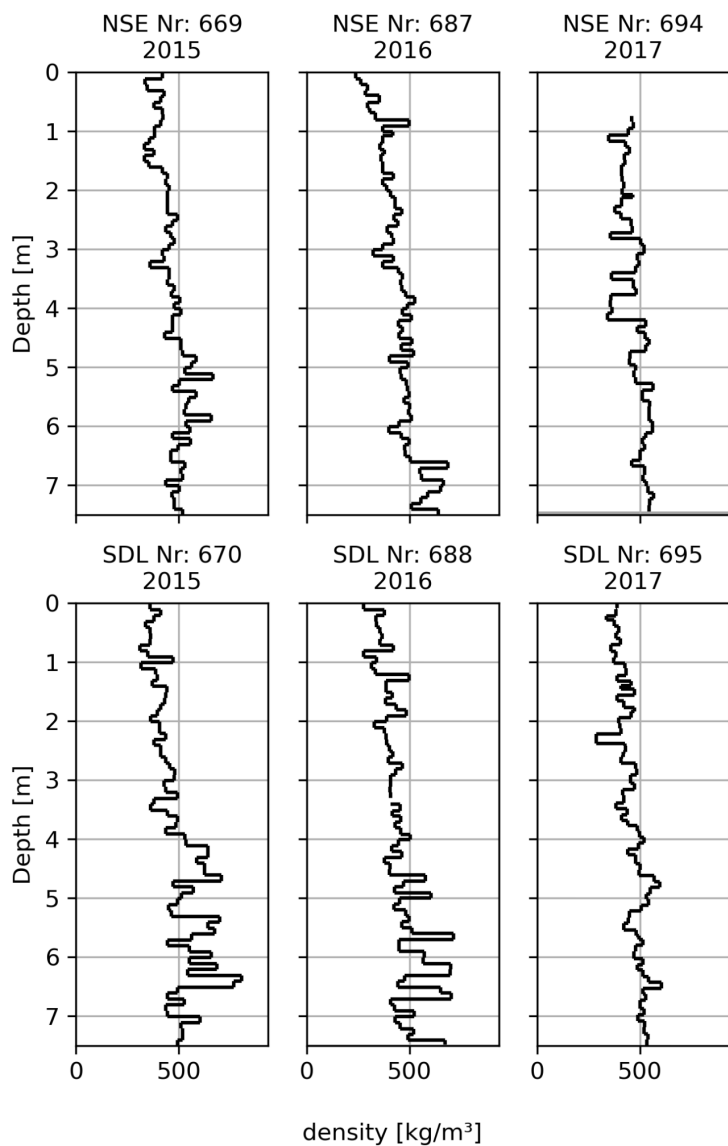 NSE Nr: 669
2015
NSE Nr: 687
2016
NSE Nr: 694
2017
0
1
2
3
4
5
6
7
Depth [m]
SDL Nr: 670
2015
SDL Nr: 688
2016
SDL Nr: 695
2017
0
1
2
3
4
5
6
7
Depth [m]
0 500
0 500
0 500
density [kg/m³]